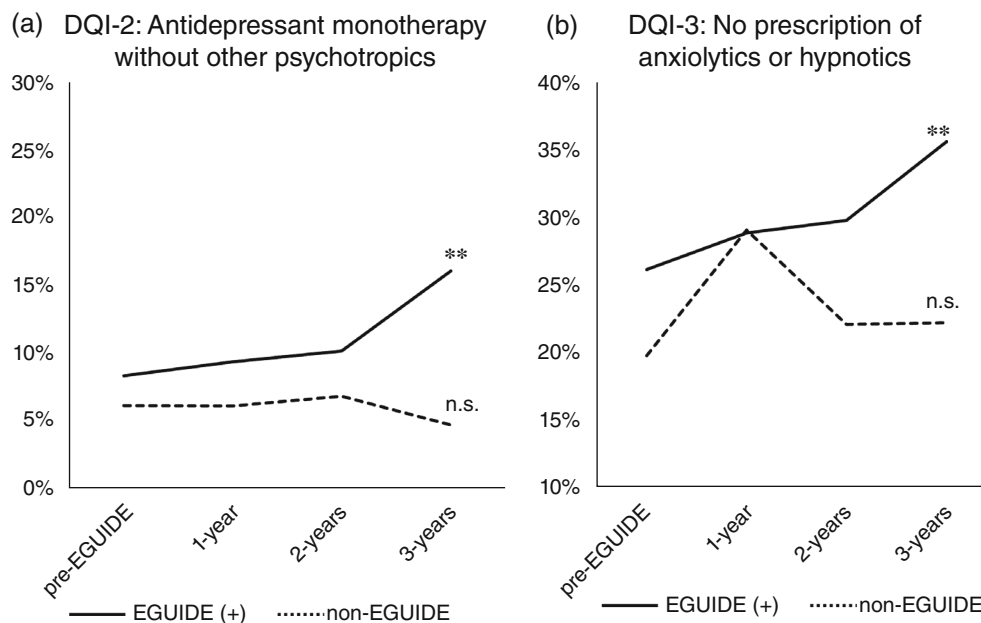 (a) DQI-2: Antidepressant monotherapy
without other psychotropics
30%
25%
20%
15%
10%
5%
0%
**
n.s.
pre-EGUIDE
1-year
2-years
3-years
EGUIDE (+)
non-EGUIDE
(b) DQI-3: No prescription of
anxiolytics or hypnotics
40%
35%
30%
25%
20%
15%
10%
**
n.s.
pre-EGUIDE
1-year
2-years
3-years
EGUIDE (+)
non-EGUIDE